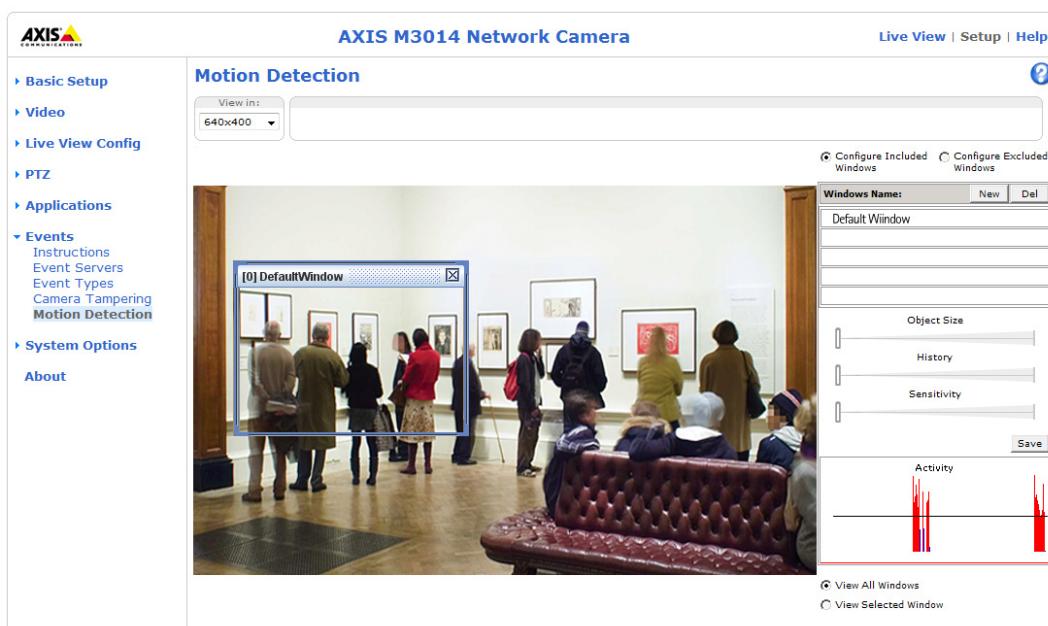 AXIS
COMMUNICATIONS
AXIS M3014 Network Camera
Live View | Setup | Help
Basic Setup
Video
Live View Config
PTZ
Applications
Events
Instructions
Event Servers
Event Types
Camera Tampering
Motion Detection
System Options
About
Motion Detection
?
View in:
640x400
Configure Included Windows
Configure Excluded Windows
[0] DefaultWindow
Windows Name:
New
Del
Default Wiindow
Object Size
History
Sensitivity
Save
Activity
View All Windows
View Selected Window